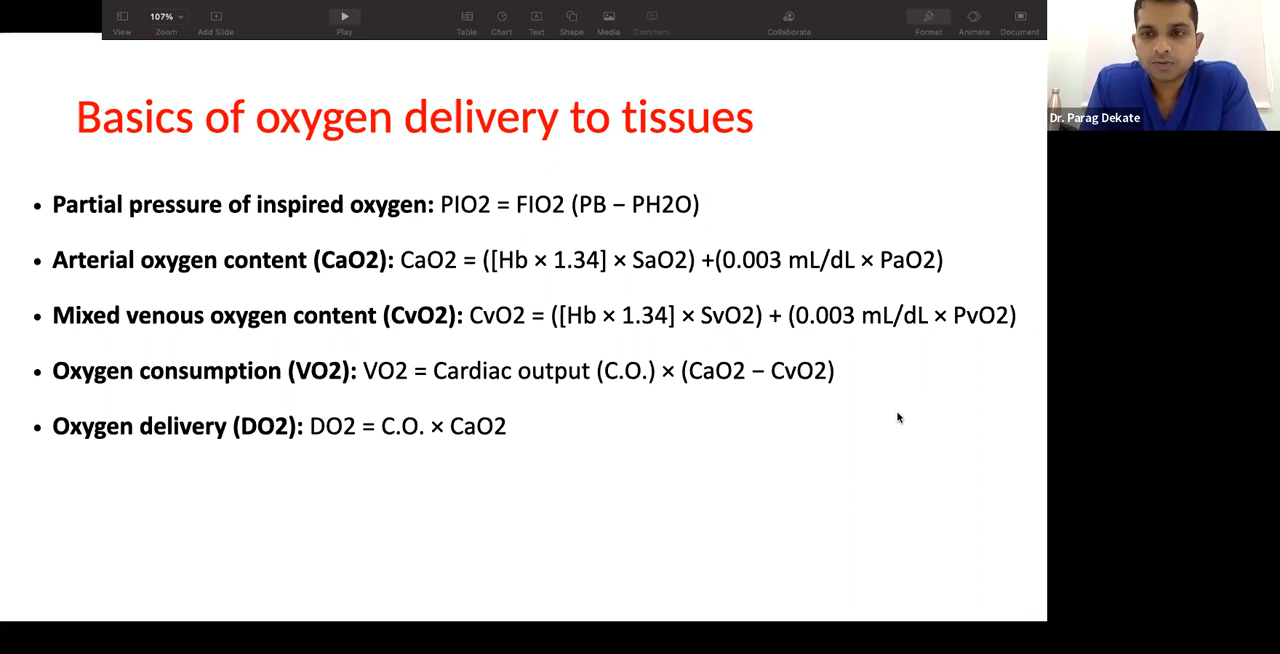 View
107%
Zoom
Add Slide
Play
Table
Chart
Text
Shape
Media
Comment
Collaborate
Format
Animate
Document
Dr. Parag Dekate
Basics of oxygen delivery to tissues
• Partial pressure of inspired oxygen: PIO2 = FIO2 (PB – PH2O)
• Arterial oxygen content (CaO2): CaO2 = ([Hb × 1.34] × SaO2) +(0.003 mL/dL × PaO2)
• Mixed venous oxygen content (CvO2): CvO2 = ([Hb × 1.34] × SvO2) + (0.003 mL/dL × PvO2)
• Oxygen consumption (VO2): VO2 = Cardiac output (C.O.) × (CaO2 – CvO2)
• Oxygen delivery (DO2): DO2 = C.O. × CaO2